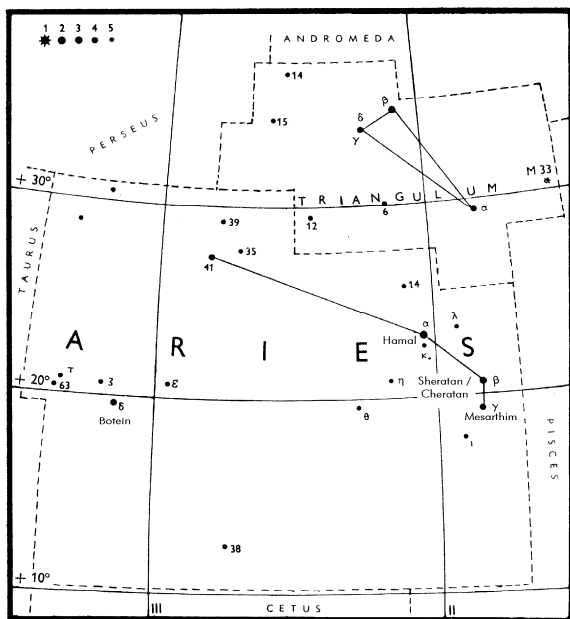 1 2 3 4 5
ANDROMEDA
14
β
15
δ
γ
PERSEUS
M 33
+ 30°
TRIANGULUM
α
6
12
39
35
41
TAURUS
14
λ
α
Hamal
κ
A R I E S
τ
63
3
ε
η
Sheratan /
Cheratan
β
+ 20°
δ
Botein
θ
γ
Mesarthim
ι
PISCES
38
+ 10°
III
CETUS
II